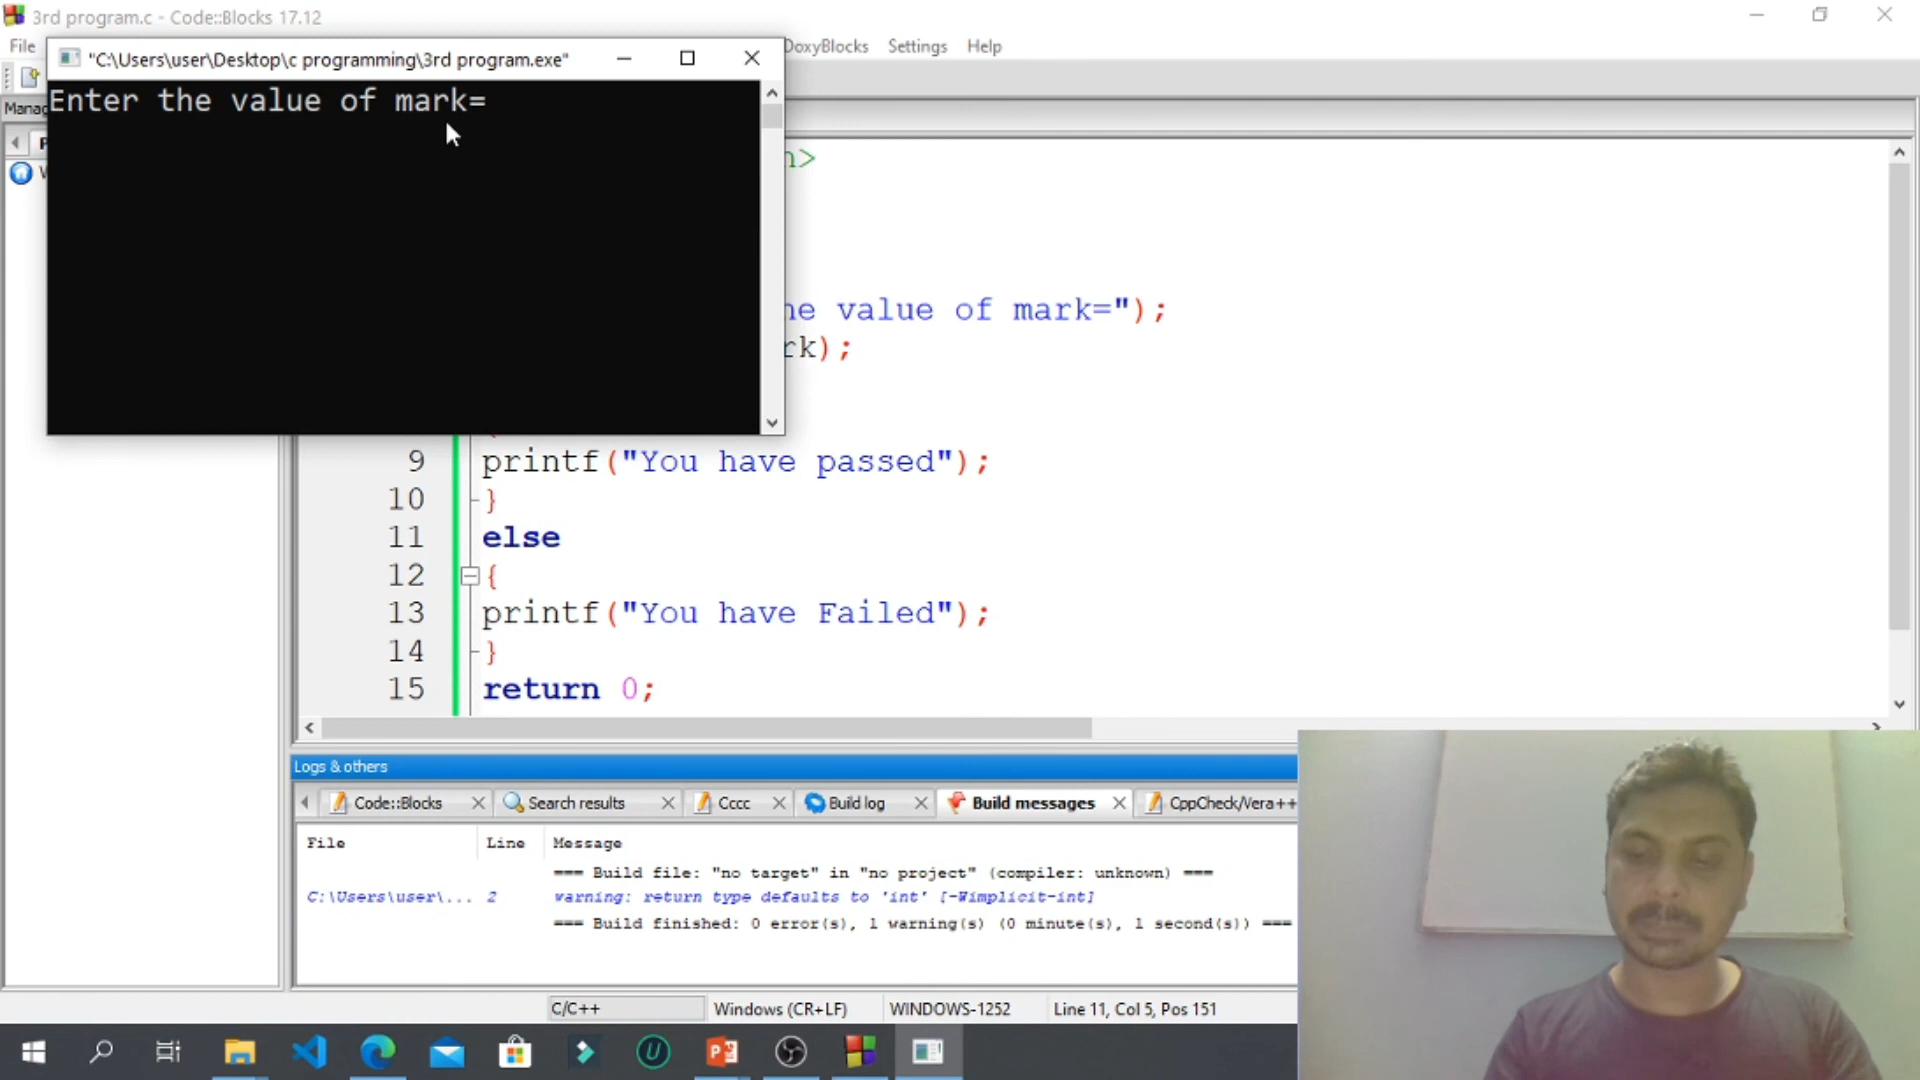 3rd program.c - Code::Blocks 17.12
File
DoxyBlocks Settings Help
"C:\Users\user\Desktop\c programming\3rd program.exe"
Enter the value of mark=
h>
he value of mark=");
rk);
9 printf("You have passed");
10 }
11 else
12 {
13 printf("You have Failed");
14 }
15 return 0;
Logs & others
Code::Blocks Search results Cccc Build log Build messages CppCheck/Vera++
File Line Message
=== Build file: "no target" in "no project" (compiler: unknown) ===
C:\Users\user\... 2 warning: return type defaults to 'int' [-Wimplicit-int]
=== Build finished: 0 error(s), 1 warning(s) (0 minute(s), 1 second(s)) ===
C/C++ Windows (CR+LF) WINDOWS-1252 Line 11, Col 5, Pos 151